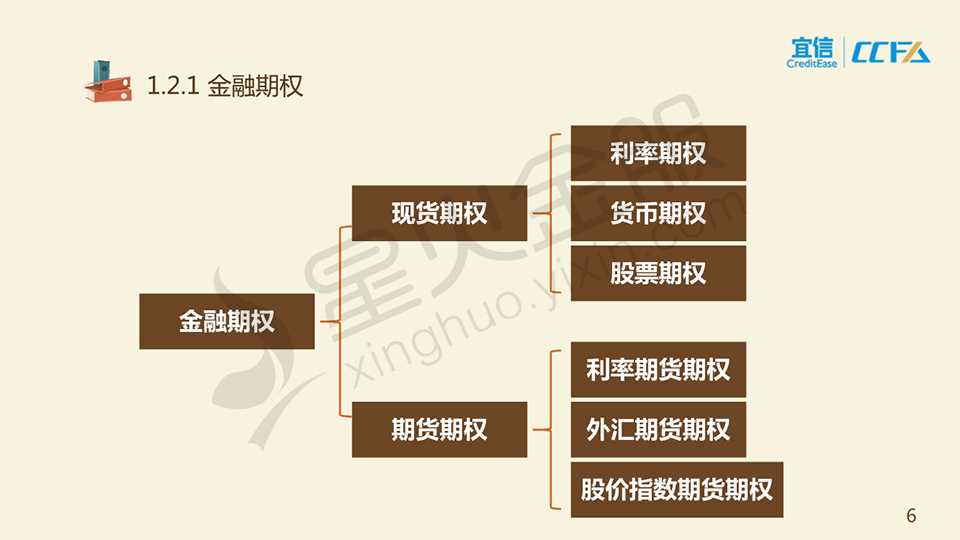 宜信
CreditEase
CCFA
1.2.1 金融期权
金融期权
现货期权
利率期权
货币期权
股票期权
期货期权
利率期货期权
外汇期货期权
股价指数期货期权
星火金服
xinghuo.yixin.com
6